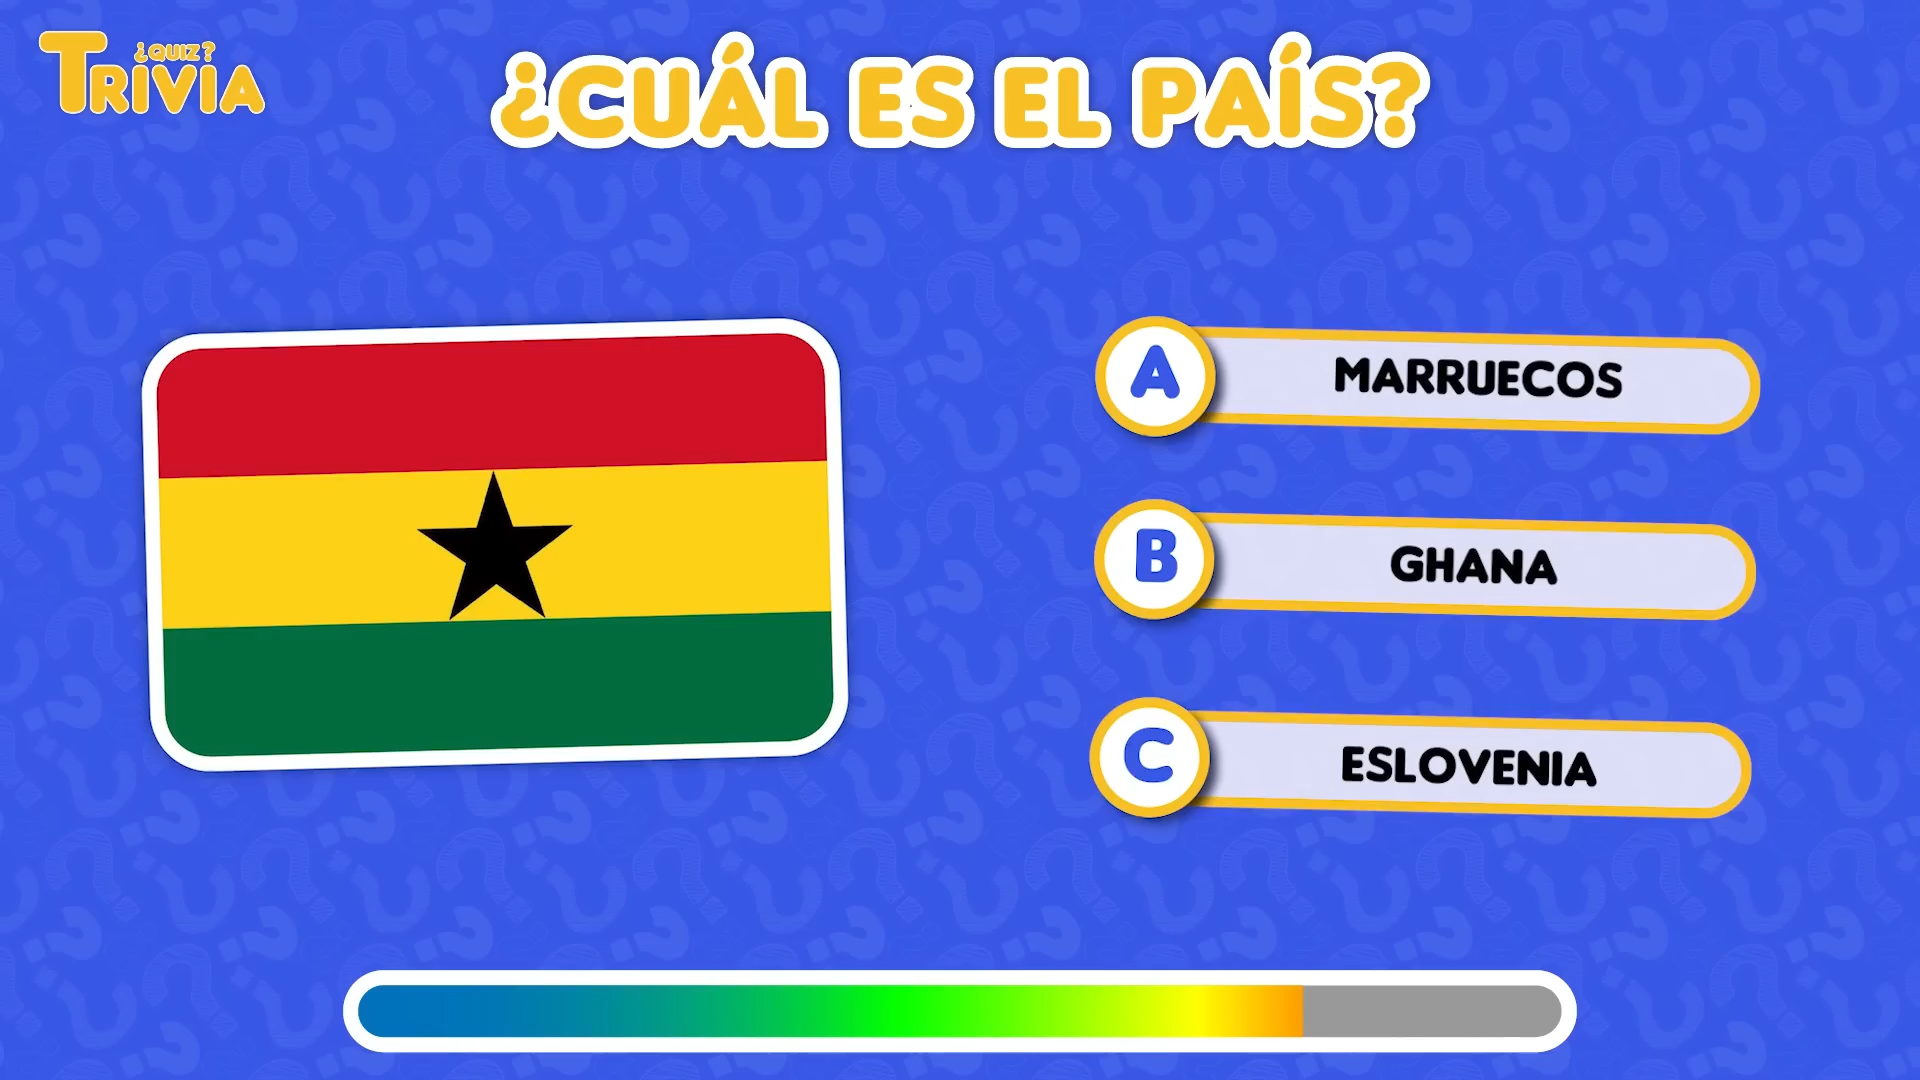 ¿QUIZ?
TRIVIA
¿CUÁL ES EL PAÍS?
A MARRUECOS
B GHANA
C ESLOVENIA